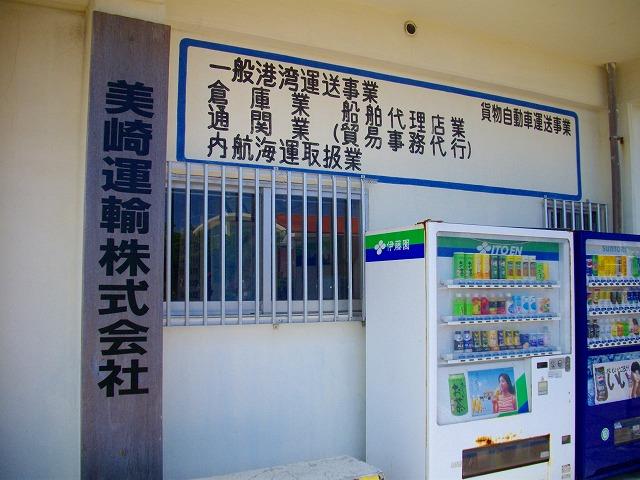 美崎運輸株式会社
一般港湾運送事業
倉庫業 船舶代理店業 貨物自動車運送事業
通関業 (貿易事務代行)
内航海運取扱業
伊藤園
ITO EN
SUNTORY